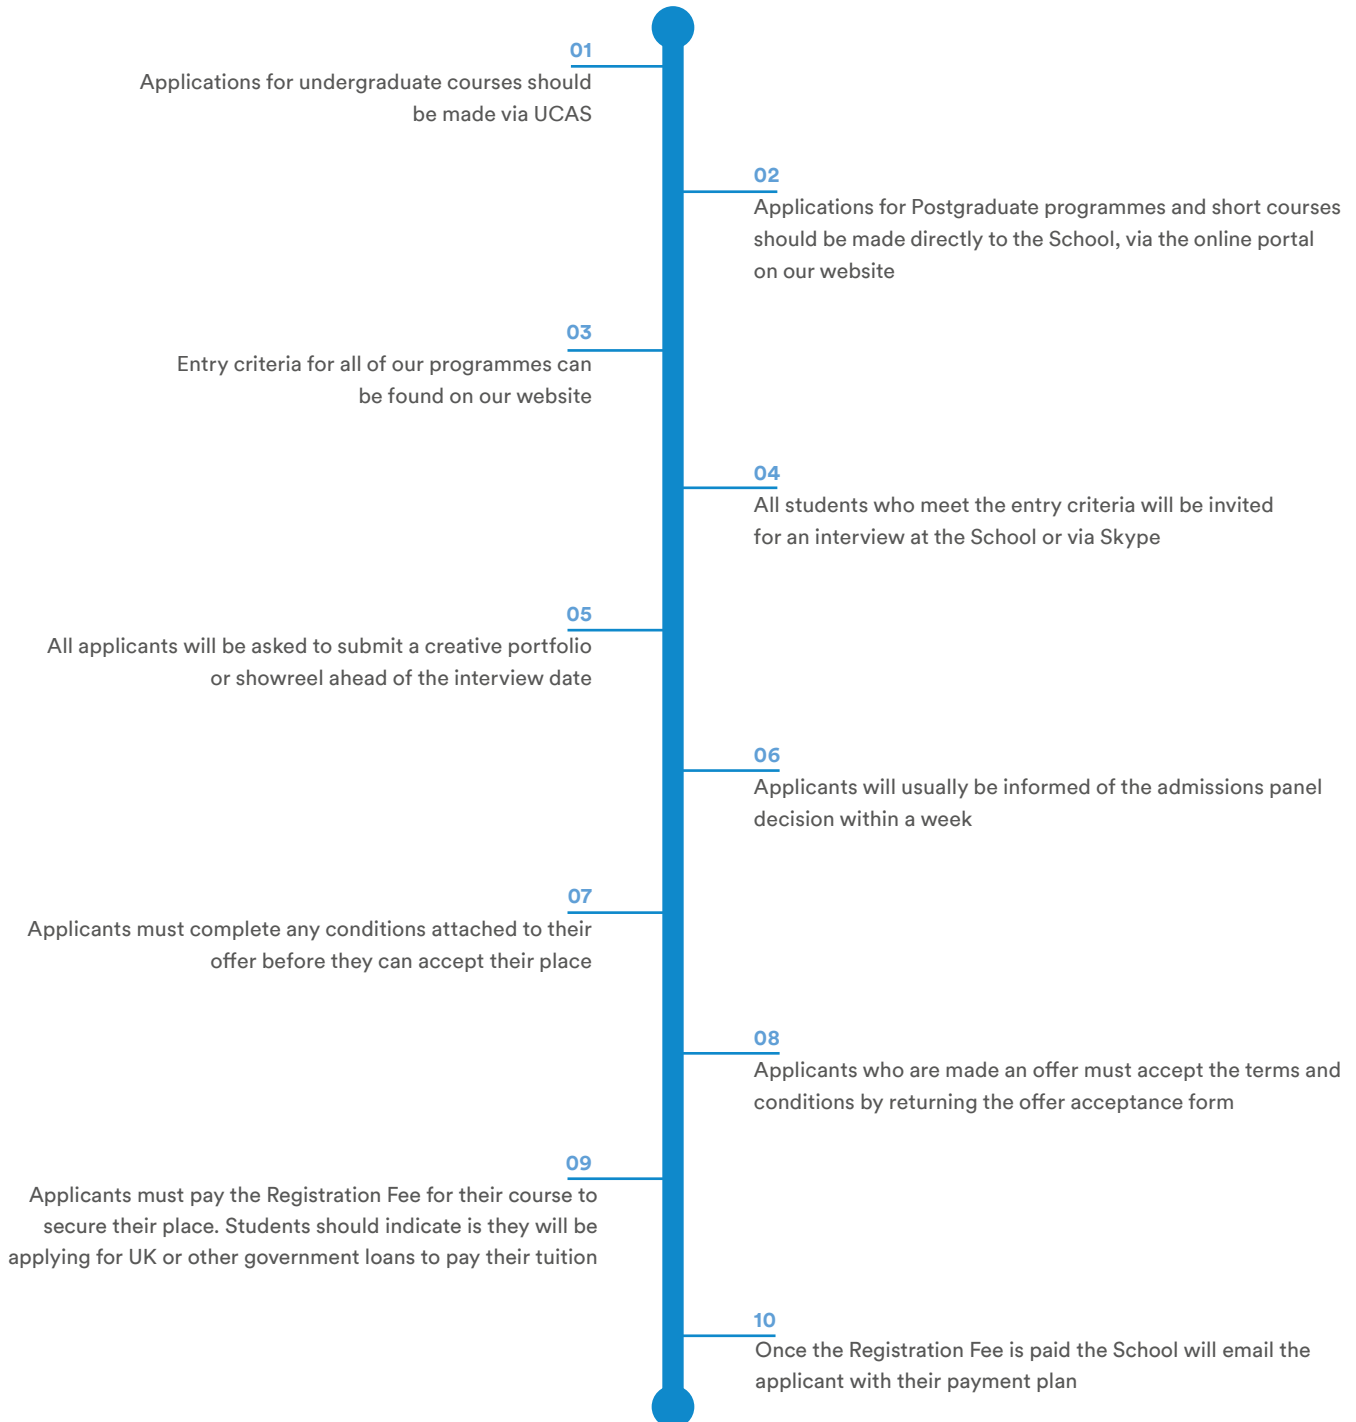 01
Applications for undergraduate courses should
be made via UCAS
02
Applications for Postgraduate programmes and short courses
should be made directly to the School, via the online portal
on our website
03
Entry criteria for all of our programmes can
be found on our website
04
All students who meet the entry criteria will be invited
for an interview at the School or via Skype
05
All applicants will be asked to submit a creative portfolio
or showreel ahead of the interview date
06
Applicants will usually be informed of the admissions panel
decision within a week
07
Applicants must complete any conditions attached to their
offer before they can accept their place
08
Applicants who are made an offer must accept the terms and
conditions by returning the offer acceptance form
09
Applicants must pay the Registration Fee for their course to
secure their place. Students should indicate is they will be
applying for UK or other government loans to pay their tuition
10
Once the Registration Fee is paid the School will email the
applicant with their payment plan